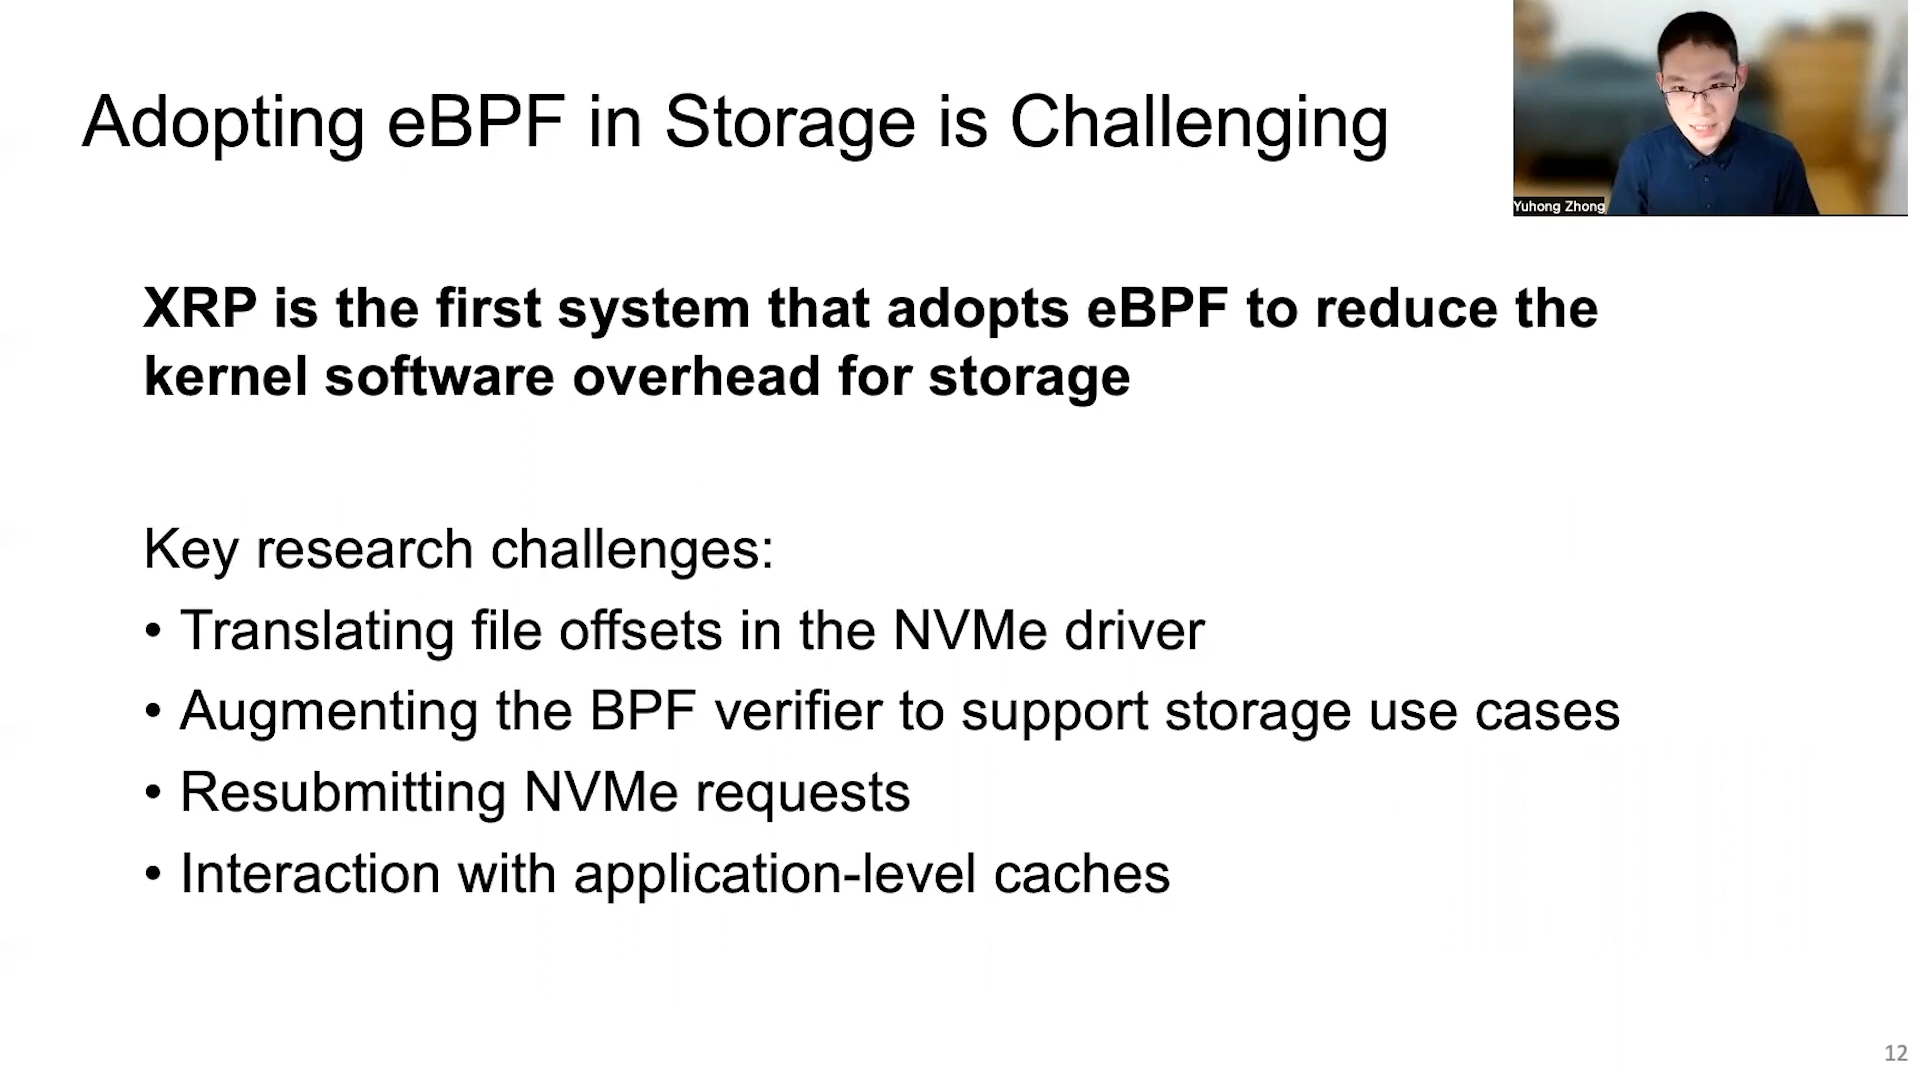 Adopting eBPF in Storage is Challenging
Yuhong Zhong
XRP is the first system that adopts eBPF to reduce the
kernel software overhead for storage
Key research challenges:
• Translating file offsets in the NVMe driver
• Augmenting the BPF verifier to support storage use cases
• Resubmitting NVMe requests
• Interaction with application-level caches
12